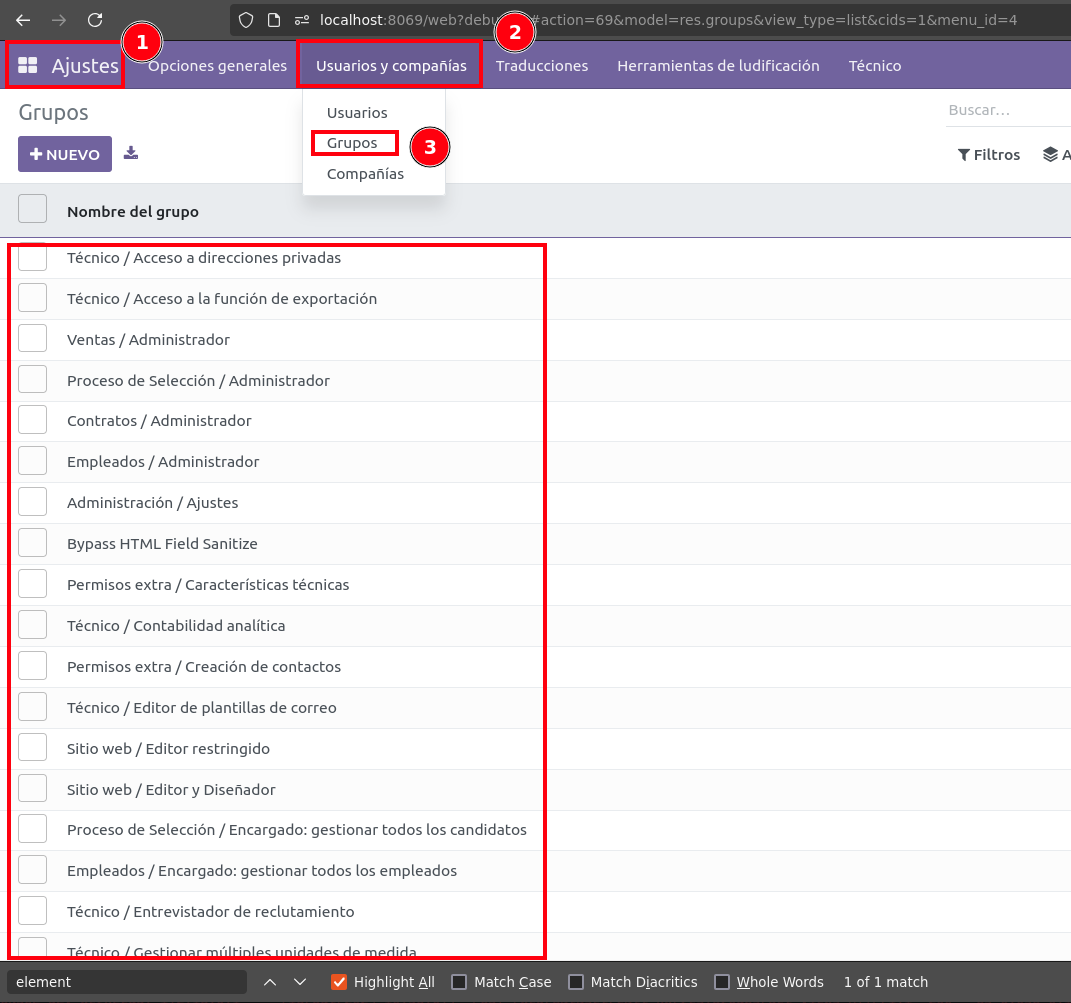 localhost:8069/web?debu #action=69&model=res.groups&view_type=list&cids=1&menu_id=4
1
2
Ajustes
Opciones generales
Usuarios y compañías
Traducciones
Herramientas de ludificación
Técnico
Grupos
Usuarios
Buscar...
Grupos
3
NUEVO
Filtros
A
Compañías
Nombre del grupo
Técnico / Acceso a direcciones privadas
Técnico / Acceso a la función de exportación
Ventas / Administrador
Proceso de Selección / Administrador
Contratos / Administrador
Empleados / Administrador
Administración / Ajustes
Bypass HTML Field Sanitize
Permisos extra / Características técnicas
Técnico / Contabilidad analítica
Permisos extra / Creación de contactos
Técnico / Editor de plantillas de correo
Sitio web / Editor restringido
Sitio web / Editor y Diseñador
Proceso de Selección / Encargado: gestionar todos los candidatos
Empleados / Encargado: gestionar todos los empleados
Técnico / Entrevistador de reclutamiento
Técnico / Gestionar múltiples unidades de medida
element
Highlight All
Match Case
Match Diacritics
Whole Words
1 of 1 match